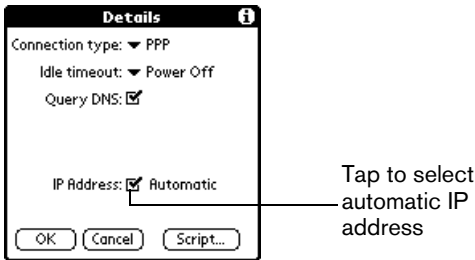 Details
Connection type: PPP
Idle timeout: Power Off
Query DNS:
IP Address: Automatic
OK Cancel Script...
Tap to select
automatic IP
address